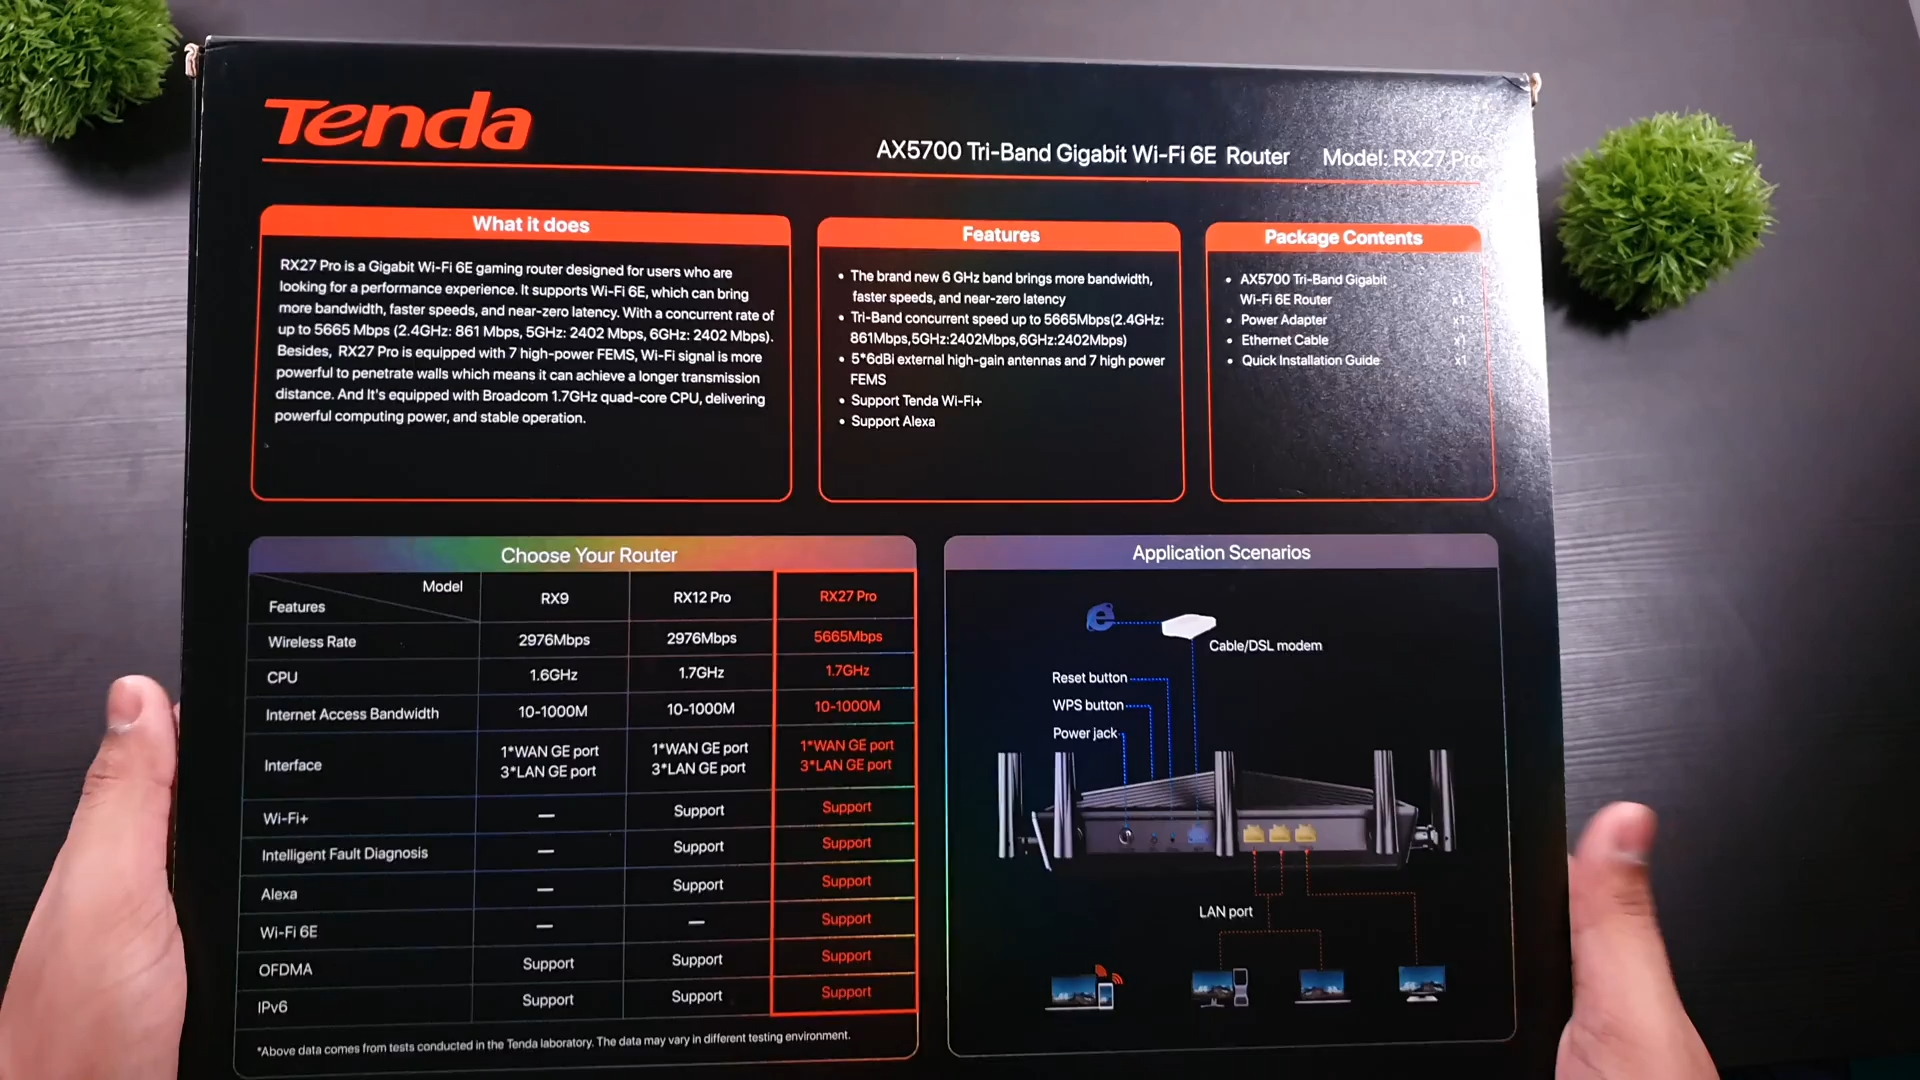 Tenda
AX5700 Tri-Band Gigabit Wi-Fi 6E Router Model: RX27 Pro
What it does
RX27 Pro is a Gigabit Wi-Fi 6E gaming router designed for users who are
looking for a performance experience. It supports Wi-Fi 6E, which can bring
more bandwidth, faster speeds, and near-zero latency. With a concurrent rate of
up to 5665 Mbps (2.4GHz: 861 Mbps, 5GHz: 2402 Mbps, 6GHz: 2402 Mbps).
Besides, RX27 Pro is equipped with 7 high-power FEMS, Wi-Fi signal is more
powerful to penetrate walls which means it can achieve a longer transmission
distance. And It's equipped with Broadcom 1.7GHz quad-core CPU, delivering
powerful computing power, and stable operation.
Features
• The brand new 6 GHz band brings more bandwidth,
faster speeds, and near-zero latency
• Tri-Band concurrent speed up to 5665Mbps(2.4GHz:
861Mbps,5GHz:2402Mbps,6GHz:2402Mbps)
• 5*6dBi external high-gain antennas and 7 high power
FEMS
• Support Tenda Wi-Fi+
• Support Alexa
Package Contents
• AX5700 Tri-Band Gigabit
Wi-Fi 6E Router x1
• Power Adapter x1
• Ethernet Cable x1
• Quick Installation Guide x1
Choose Your Router
Model
Features
RX9 RX12 Pro RX27 Pro
Wireless Rate 2976Mbps 2976Mbps 5665Mbps
CPU 1.6GHz 1.7GHz 1.7GHz
Internet Access Bandwidth 10-1000M 10-1000M 10-1000M
Interface 1*WAN GE port 1*WAN GE port 1*WAN GE port
3*LAN GE port 3*LAN GE port 3*LAN GE port
Wi-Fi+ — Support Support
Intelligent Fault Diagnosis — Support Support
Alexa — Support Support
Wi-Fi 6E — — Support
OFDMA Support Support Support
IPv6 Support Support Support
*Above data comes from tests conducted in the Tenda laboratory. The data may vary in different testing environment.
Application Scenarios
Cable/DSL modem
Reset button
WPS button
Power jack
LAN port